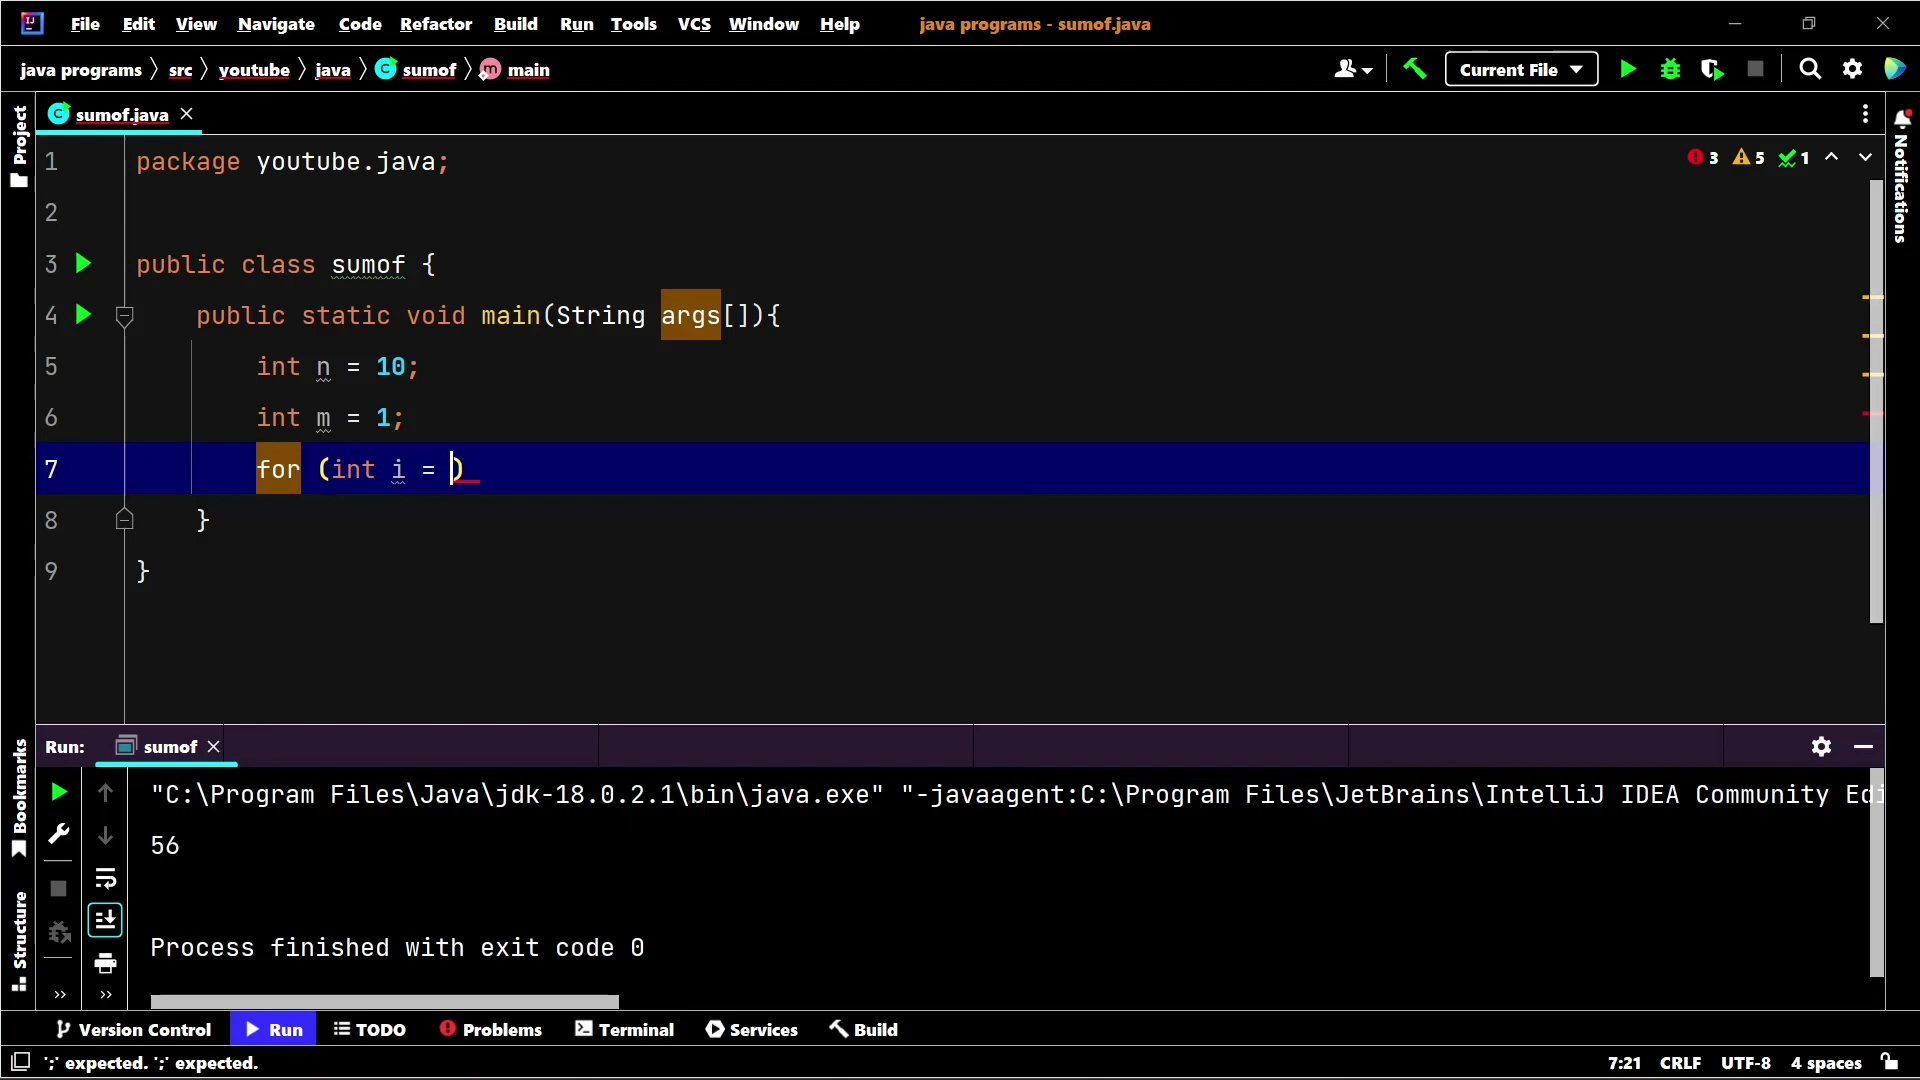 File Edit View Navigate Code Refactor Build Run Tools VCS Window Help java programs - sumof.java
java programs src youtube java sumof main Current File
sumof.java
Project
Notifications
3 5 1
1 package youtube.java;
2
3 public class sumof {
4 public static void main(String args[]){
5 int n = 10;
6 int m = 1;
7 for (int i = )
8 }
9 }
Run: sumof
Bookmarks
Structure
"C:\Program Files\Java\jdk-18.0.2.1\bin\java.exe" "-javaagent:C:\Program Files\JetBrains\IntelliJ IDEA Community Edi
56
Process finished with exit code 0
Version Control Run TODO Problems Terminal Services Build
';' expected. ';' expected. 7:21 CRLF UTF-8 4 spaces